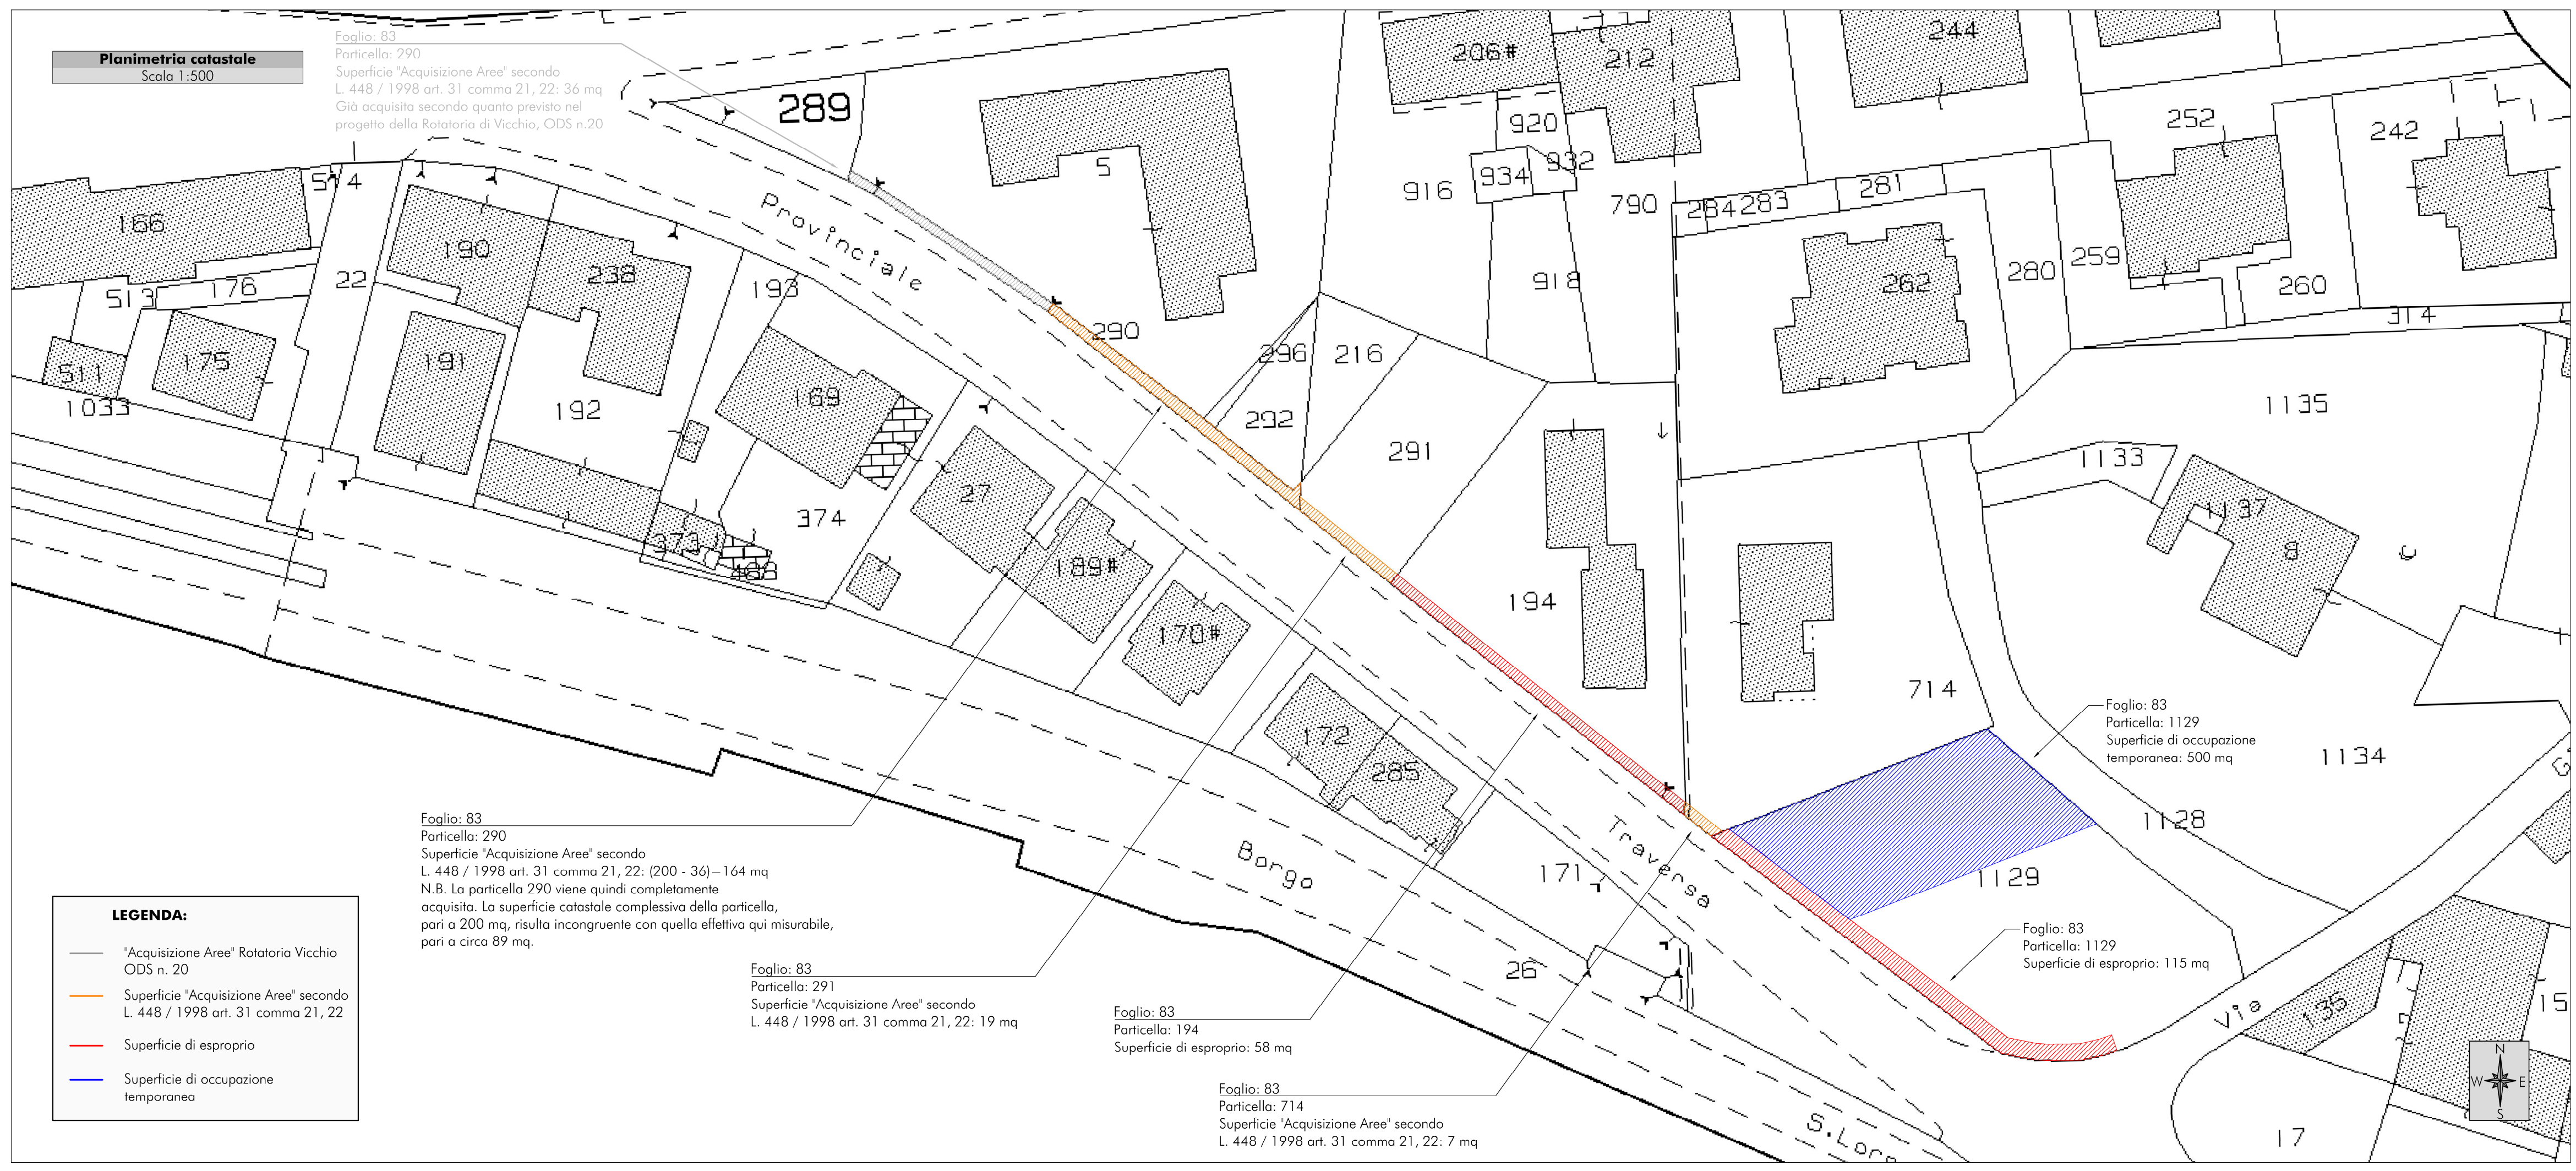 Planimetria catastale
Scala 1:500
Foglio: 83
Particella: 290
Superficie "Acquisizione Aree" secondo
L. 448 / 1998 art. 31 comma 21, 22: 36 mq
Già acquisita secondo quanto previsto nel
progetto della Rotatoria di Vicchio, ODS n.20
289
5
206#
212
244
920
934
932
916
918
790
284
283
281
252
242
262
280
259
260
314
166
514
22
190
238
193
513
176
175
511
1033
191
192
169
374
373
27
189#
170#
172
285
171
26
Provinciale
290
296
216
292
291
194
714
1135
1133
1137
8
1134
1128
1129
Traversa
Borgo
S.Lore
Via
135
15
17
Foglio: 83
Particella: 1129
Superficie di occupazione
temporanea: 500 mq
Foglio: 83
Particella: 1129
Superficie di esproprio: 115 mq
Foglio: 83
Particella: 290
Superficie "Acquisizione Aree" secondo
L. 448 / 1998 art. 31 comma 21, 22: (200 - 36)=164 mq
N.B. La particella 290 viene quindi completamente
acquisita. La superficie catastale complessiva della particella,
pari a 200 mq, risulta incongruente con quella effettiva qui misurabile,
pari a circa 89 mq.
Foglio: 83
Particella: 291
Superficie "Acquisizione Aree" secondo
L. 448 / 1998 art. 31 comma 21, 22: 19 mq
Foglio: 83
Particella: 194
Superficie di esproprio: 58 mq
Foglio: 83
Particella: 714
Superficie "Acquisizione Aree" secondo
L. 448 / 1998 art. 31 comma 21, 22: 7 mq
LEGENDA:
"Acquisizione Aree" Rotatoria Vicchio
ODS n. 20
Superficie "Acquisizione Aree" secondo
L. 448 / 1998 art. 31 comma 21, 22
Superficie di esproprio
Superficie di occupazione
temporanea
N
W
E
S